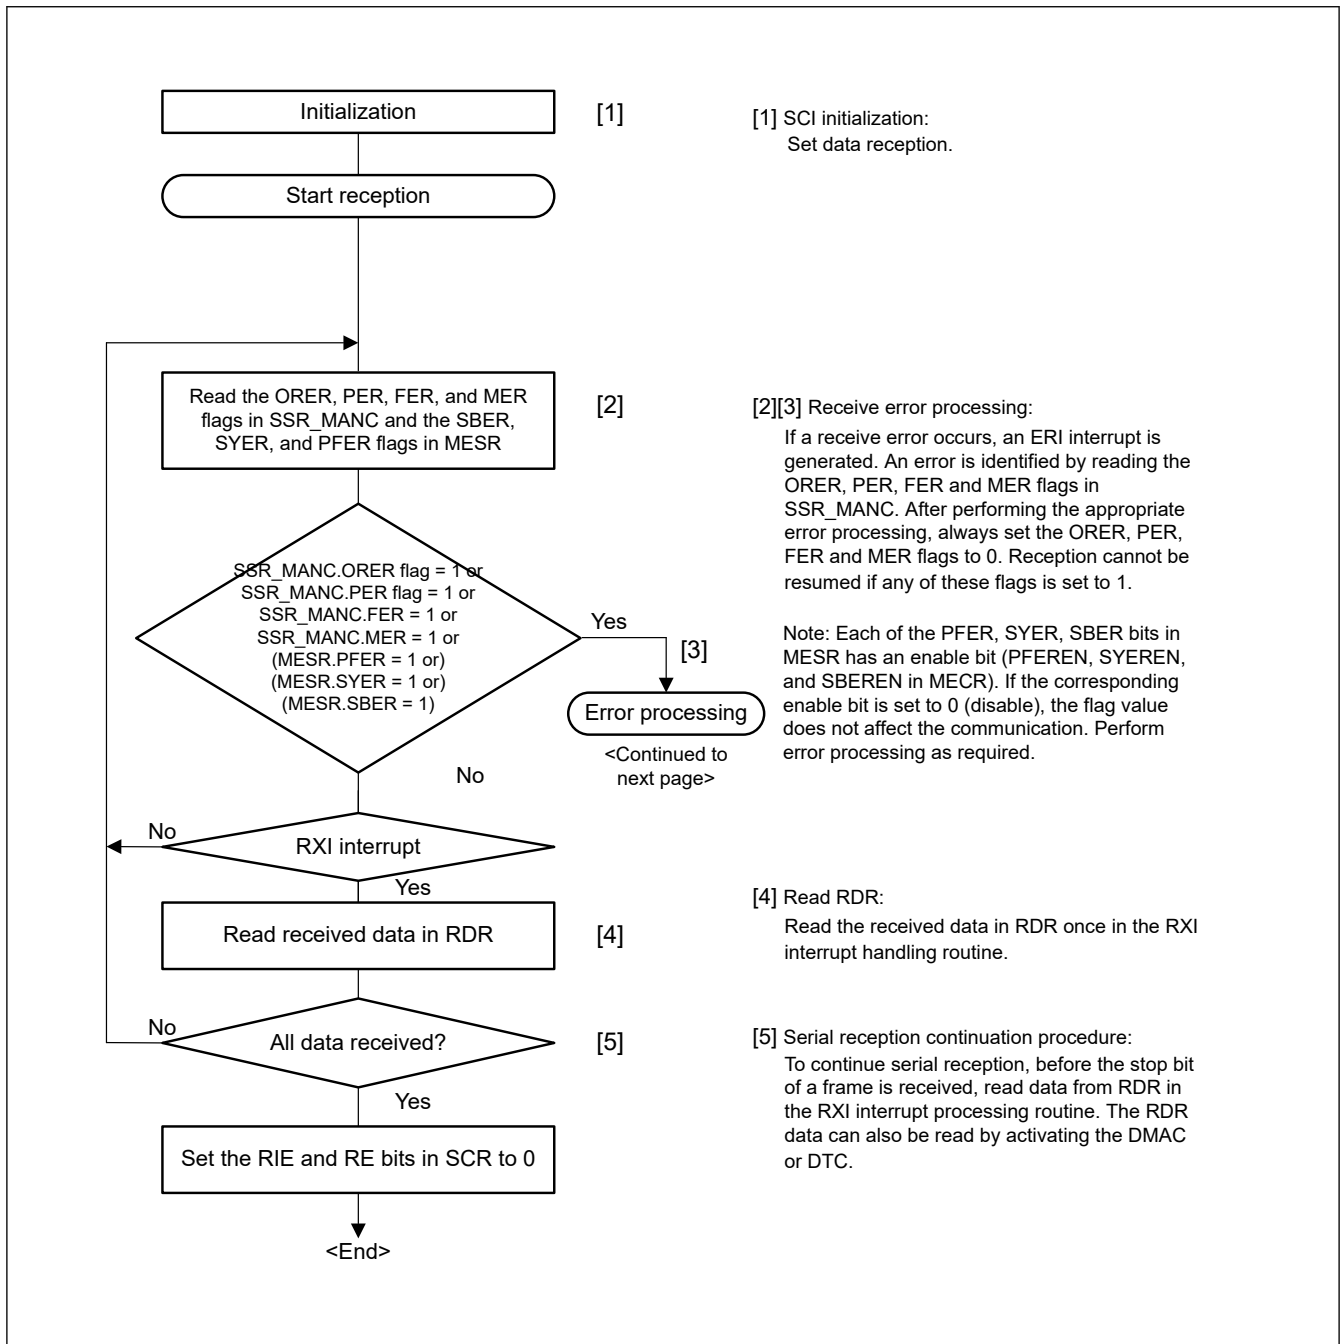 Initialization
[1]
[1] SCI initialization:
Set data reception.
Start reception
Read the ORER, PER, FER, and MER
flags in SSR_MANC and the SBER,
SYER, and PFER flags in MESR
[2]
[2][3] Receive error processing:
If a receive error occurs, an ERI interrupt is
generated. An error is identified by reading the
ORER, PER, FER and MER flags in
SSR_MANC. After performing the appropriate
error processing, always set the ORER, PER,
FER and MER flags to 0. Reception cannot be
resumed if any of these flags is set to 1.
Note: Each of the PFER, SYER, SBER bits in
MESR has an enable bit (PFEREN, SYEREN,
and SBEREN in MECR). If the corresponding
enable bit is set to 0 (disable), the flag value
does not affect the communication. Perform
error processing as required.
SSR_MANC.ORER flag = 1 or
SSR_MANC.PER flag = 1 or
SSR_MANC.FER = 1 or
SSR_MANC.MER = 1 or
(MESR.PFER = 1 or)
(MESR.SYER = 1 or)
(MESR.SBER = 1)
Yes
[3]
Error processing
<Continued to
next page>
No
No
RXI interrupt
Yes
Read received data in RDR
[4]
[4] Read RDR:
Read the received data in RDR once in the RXI
interrupt handling routine.
No
All data received?
[5]
[5] Serial reception continuation procedure:
To continue serial reception, before the stop bit
of a frame is received, read data from RDR in
the RXI interrupt processing routine. The RDR
data can also be read by activating the DMAC
or DTC.
Yes
Set the RIE and RE bits in SCR to 0
<End>